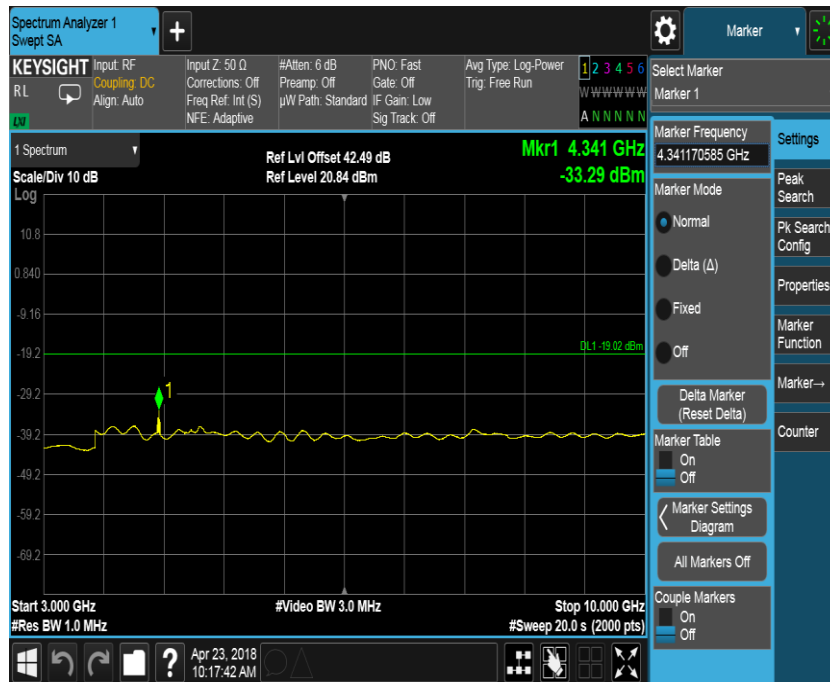 Spectrum Analyzer 1
Swept SA
Marker
KEYSIGHT
RL
LXI
Input: RF
Coupling: DC
Align: Auto
Input Z: 50 Ω
Corrections: Off
Freq Ref: Int (S)
NFE: Adaptive
#Atten: 6 dB
Preamp: Off
µW Path: Standard
PNO: Fast
Gate: Off
IF Gain: Low
Sig Track: Off
Avg Type: Log-Power
Trig: Free Run
1 2 3 4 5 6
W W W W W W
A N N N N N
Select Marker
Marker 1
1 Spectrum
Scale/Div 10 dB
Log
Ref Lvl Offset 42.49 dB
Ref Level 20.84 dBm
Mkr1 4.341 GHz
-33.29 dBm
10.8
0.840
-9.16
-19.2
-29.2
-39.2
-49.2
-59.2
-69.2
DL1 -19.02 dBm
1
Start 3.000 GHz
#Res BW 1.0 MHz
#Video BW 3.0 MHz
Stop 10.000 GHz
#Sweep 20.0 s (2000 pts)
Marker Frequency
4.341170585 GHz
Marker Mode
Normal
Delta (Δ)
Fixed
Off
Delta Marker
(Reset Delta)
Marker Table
On
Off
Marker Settings
Diagram
All Markers Off
Couple Markers
On
Off
Settings
Peak
Search
Pk Search
Config
Properties
Marker
Function
Marker→
Counter
Apr 23, 2018
10:17:42 AM